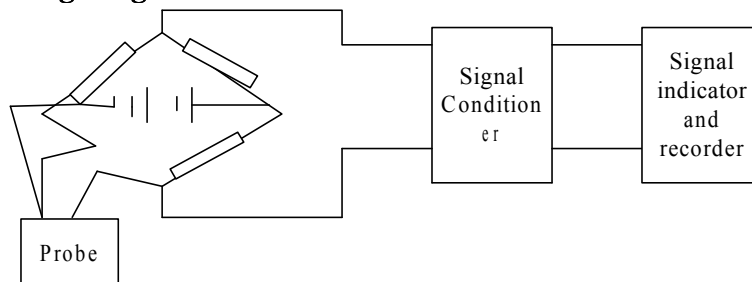 Signal
Condition
er
Signal
indicator
and
recorder
Probe